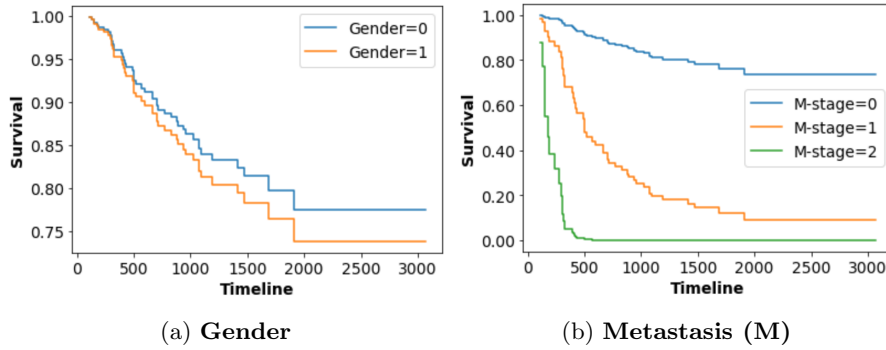 1.00
0.95
0.90
0.85
0.80
0.75
Survival
Gender=0
Gender=1
0 500 1000 1500 2000 2500 3000
Timeline
(a) Gender
1.00
0.80
0.60
0.40
0.20
0.00
Survival
M-stage=0
M-stage=1
M-stage=2
0 500 1000 1500 2000 2500 3000
Timeline
(b) Metastasis (M)